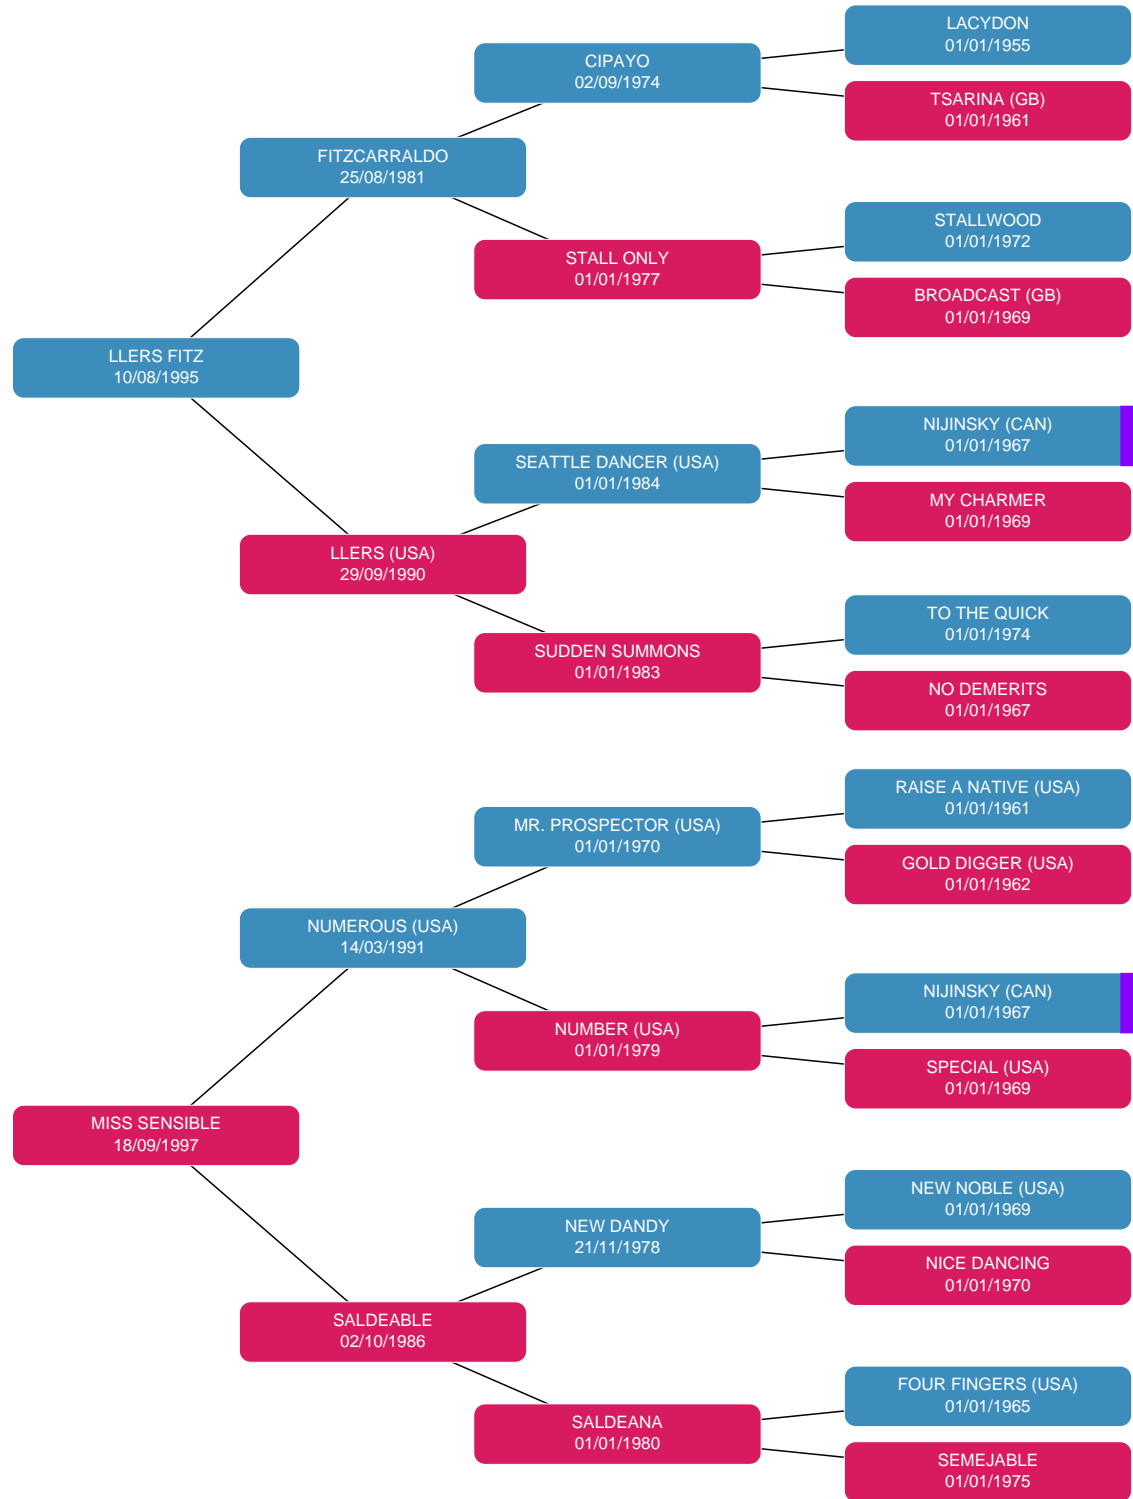 LACYDON
01/01/1955
CIPAYO
02/09/1974
TSARINA (GB)
01/01/1961
FITZCARRALDO
25/08/1981
STALLWOOD
01/01/1972
STALL ONLY
01/01/1977
BROADCAST (GB)
01/01/1969
LLERS FITZ
10/08/1995
NIJINSKY (CAN)
01/01/1967
SEATTLE DANCER (USA)
01/01/1984
MY CHARMER
01/01/1969
LLERS (USA)
29/09/1990
TO THE QUICK
01/01/1974
SUDDEN SUMMONS
01/01/1983
NO DEMERITS
01/01/1967
RAISE A NATIVE (USA)
01/01/1961
MR. PROSPECTOR (USA)
01/01/1970
GOLD DIGGER (USA)
01/01/1962
NUMEROUS (USA)
14/03/1991
NIJINSKY (CAN)
01/01/1967
NUMBER (USA)
01/01/1979
SPECIAL (USA)
01/01/1969
MISS SENSIBLE
18/09/1997
NEW NOBLE (USA)
01/01/1969
NEW DANDY
21/11/1978
NICE DANCING
01/01/1970
SALDEABLE
02/10/1986
FOUR FINGERS (USA)
01/01/1965
SALDEANA
01/01/1980
SEMEJABLE
01/01/1975